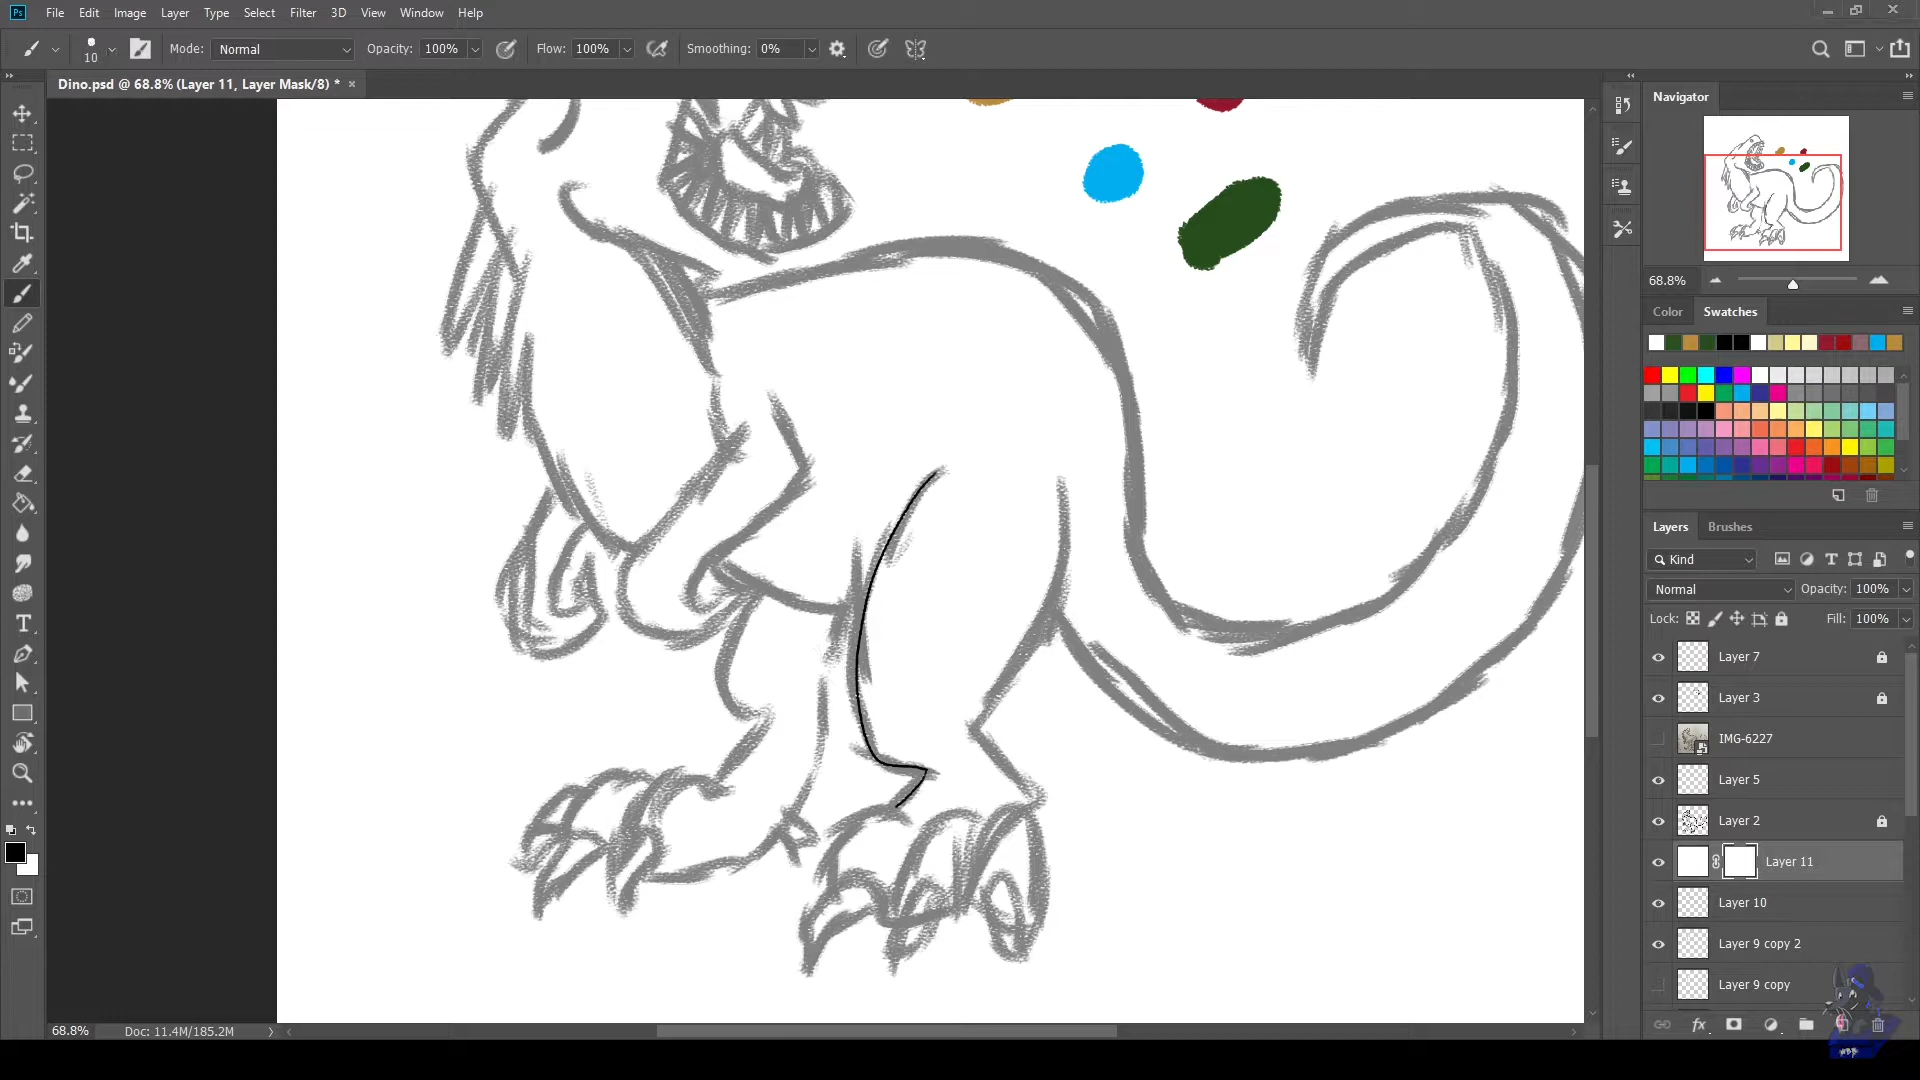 Ps File Edit Image Layer Type Select Filter 3D View Window Help
10 Mode: Normal Opacity: 100% Flow: 100% Smoothing: 0%
Dino.psd @ 68.8% (Layer 11, Layer Mask/8) * ×
Navigator
68.8%
Color Swatches
Layers Brushes
Kind
Normal Opacity: 100%
Lock: Fill: 100%
Layer 7
Layer 3
IMG-6227
Layer 5
Layer 2
Layer 11
Layer 10
Layer 9 copy 2
Layer 9 copy
fx
68.8% Doc: 11.4M/185.2M